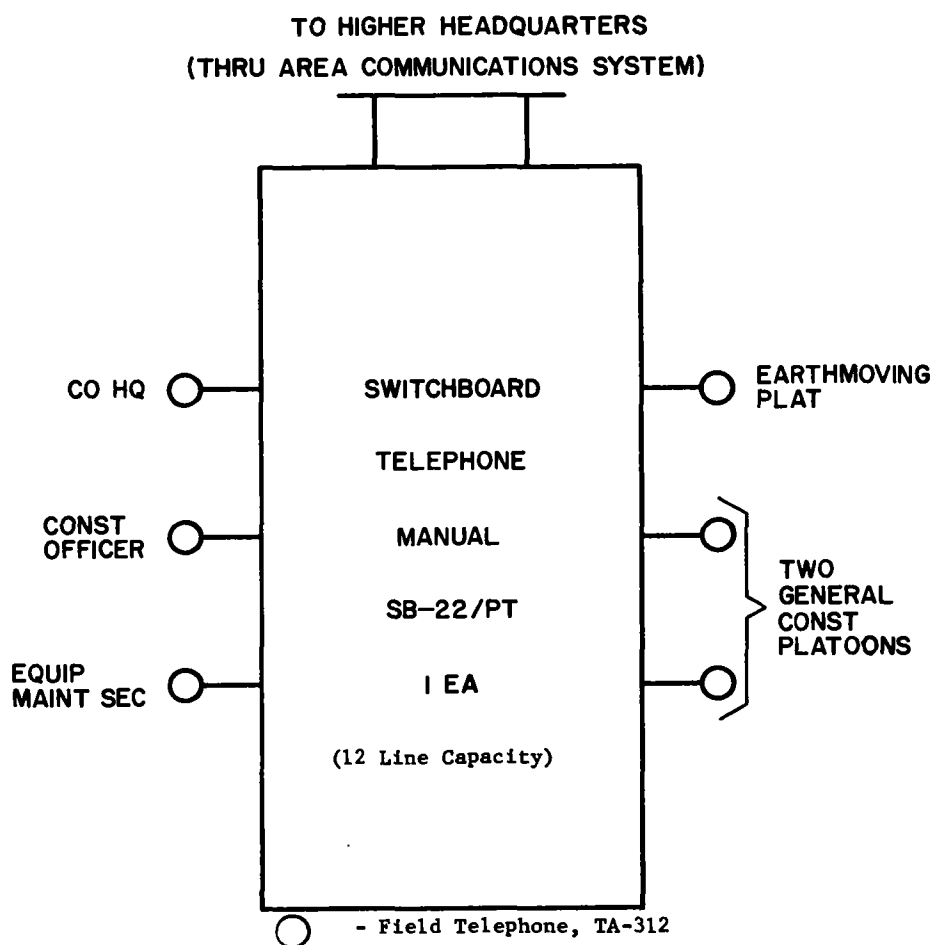 TO HIGHER HEADQUARTERS
(THRU AREA COMMUNICATIONS SYSTEM)
CO HQ
SWITCHBOARD
EARTHMOVING
PLAT
TELEPHONE
CONST
OFFICER
MANUAL
TWO
GENERAL
CONST
PLATOONS
SB-22/PT
EQUIP
MAINT SEC
1 EA
(12 Line Capacity)
- Field Telephone, TA-312